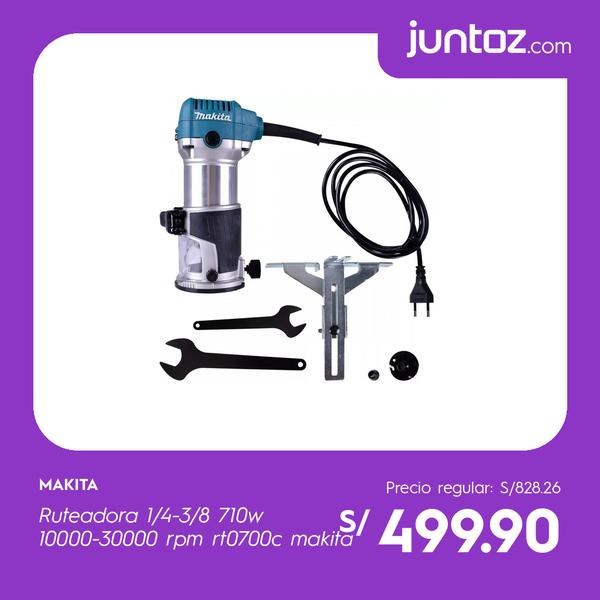 juntoz.com
makita
MAKITA
Ruteadora 1/4-3/8 710w
10000-30000 rpm rt0700c makita
Precio regular: S/828.26
S/ 499.90